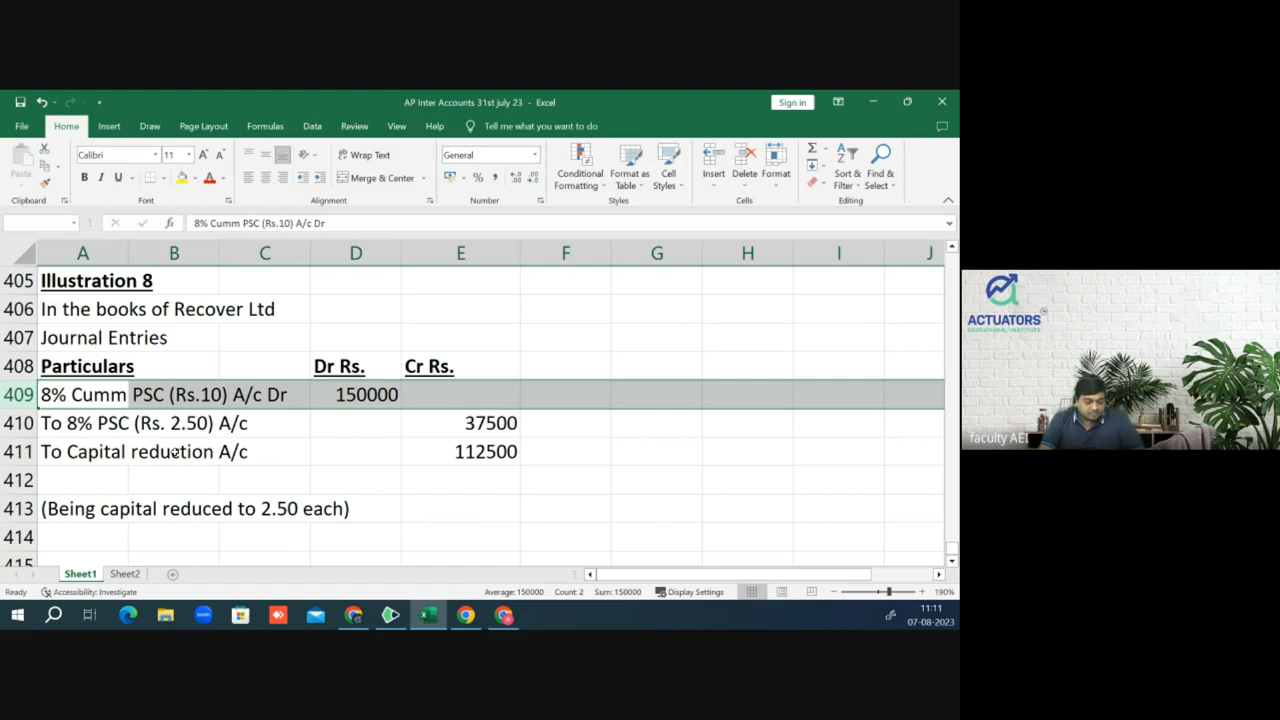 AP Inter Accounts 31st july 23 - Excel
Sign in
File Home Insert Draw Page Layout Formulas Data Review View Help Tell me what you want to do
Paste
Calibri 11
Wrap Text
General
Merge & Center
Conditional Formatting
Format as Table
Cell Styles
Insert Delete Format
Sort & Filter
Find & Select
Clipboard Font Alignment Number Styles Cells Editing
8% Cumm PSC (Rs.10) A/c Dr
A B C D E F G H I J
405 Illustration 8
406 In the books of Recover Ltd
407 Journal Entries
408 Particulars Dr Rs. Cr Rs.
409 8% Cumm PSC (Rs.10) A/c Dr 150000
410 To 8% PSC (Rs. 2.50) A/c 37500
411 To Capital reduction A/c 112500
412
413 (Being capital reduced to 2.50 each)
414
415
Sheet1 Sheet2
Ready Accessibility: Investigate Average: 150000 Count: 2 Sum: 150000 Display Settings 190%
11:11
07-08-2023
ACTUATORS
EDUCATIONAL INSTITUTE
faculty AEI